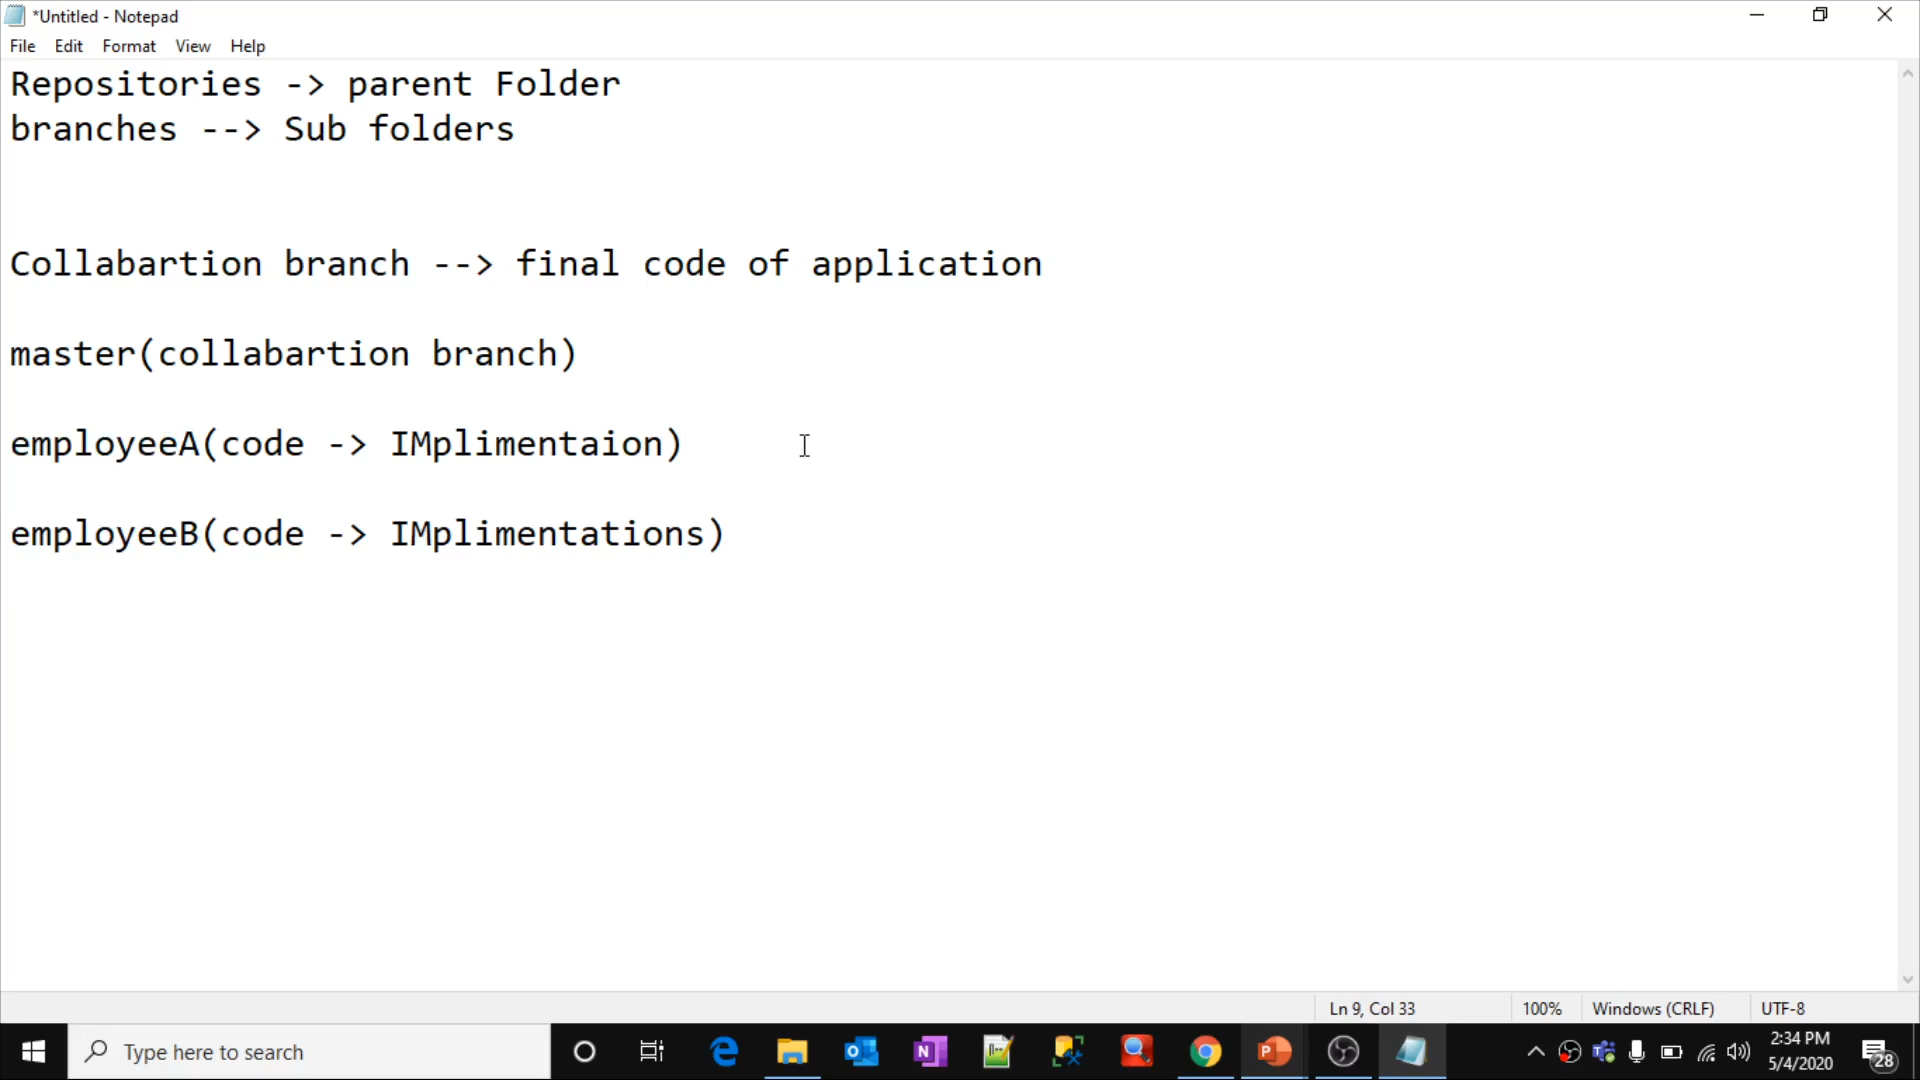 *Untitled - Notepad
File Edit Format View Help
Repositories -> parent Folder
branches --> Sub folders
Collabartion branch --> final code of application
master(collabartion branch)
employeeA(code -> IMplimentaion)
employeeB(code -> IMplimentations)
Ln 9, Col 33 100% Windows (CRLF) UTF-8
Type here to search
2:34 PM
5/4/2020
28